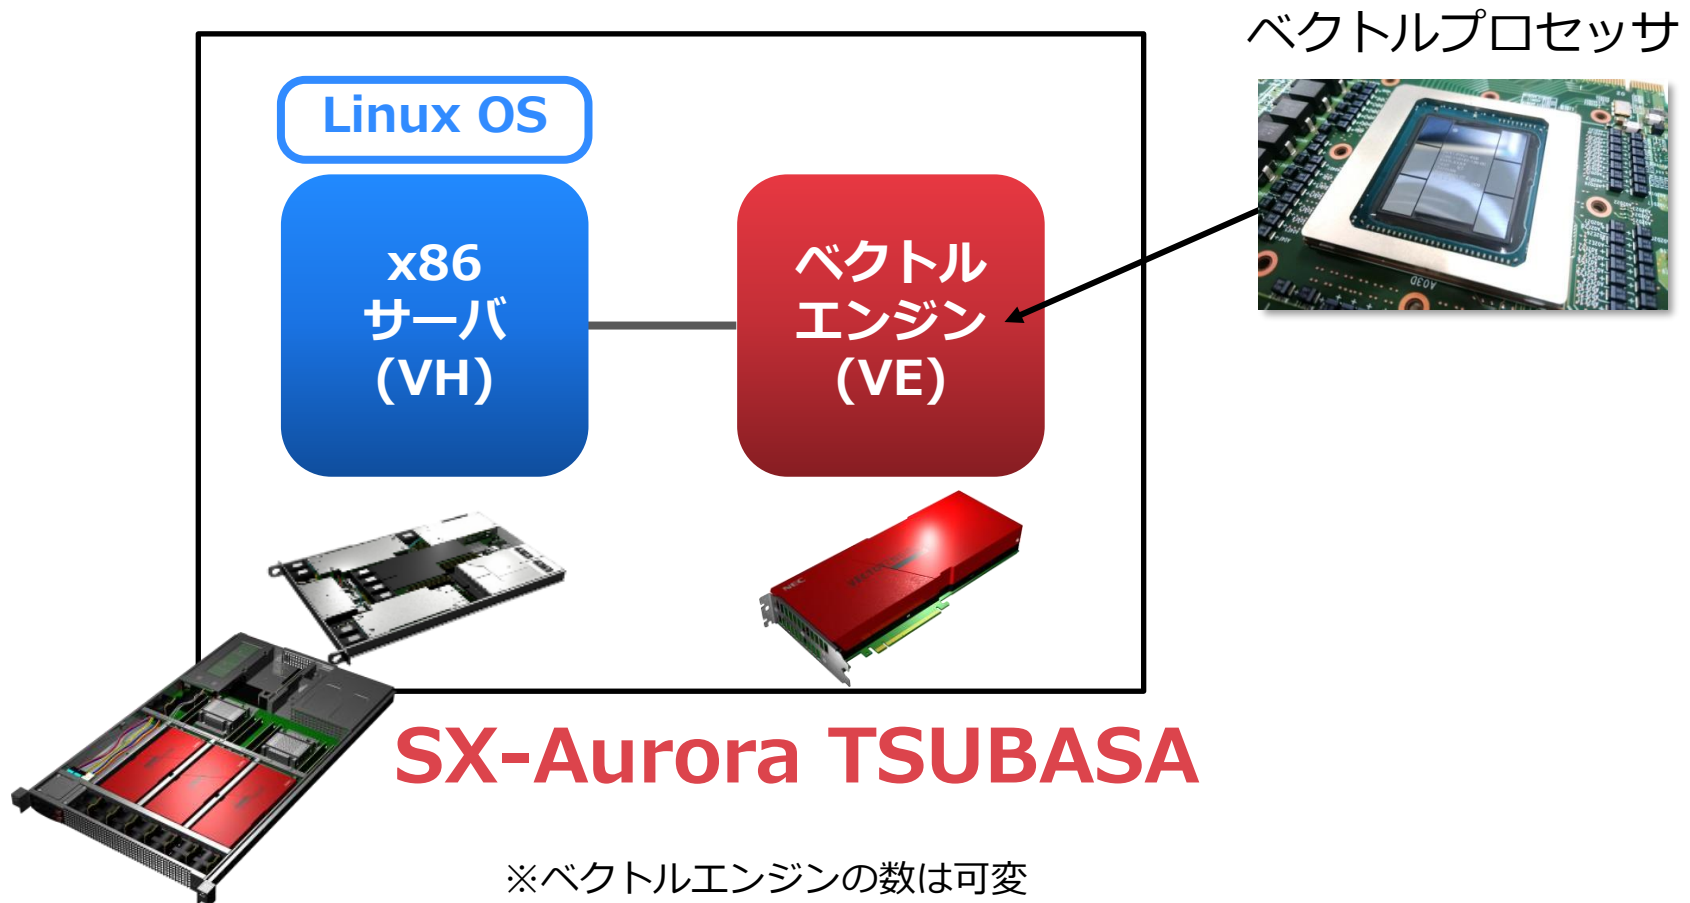 ベクトルプロセッサ
Linux OS
x86
サーバ
(VH)
ベクトル
エンジン
(VE)
A03D
NEC
SX-Aurora TSUBASA
※ベクトルエンジンの数は可変